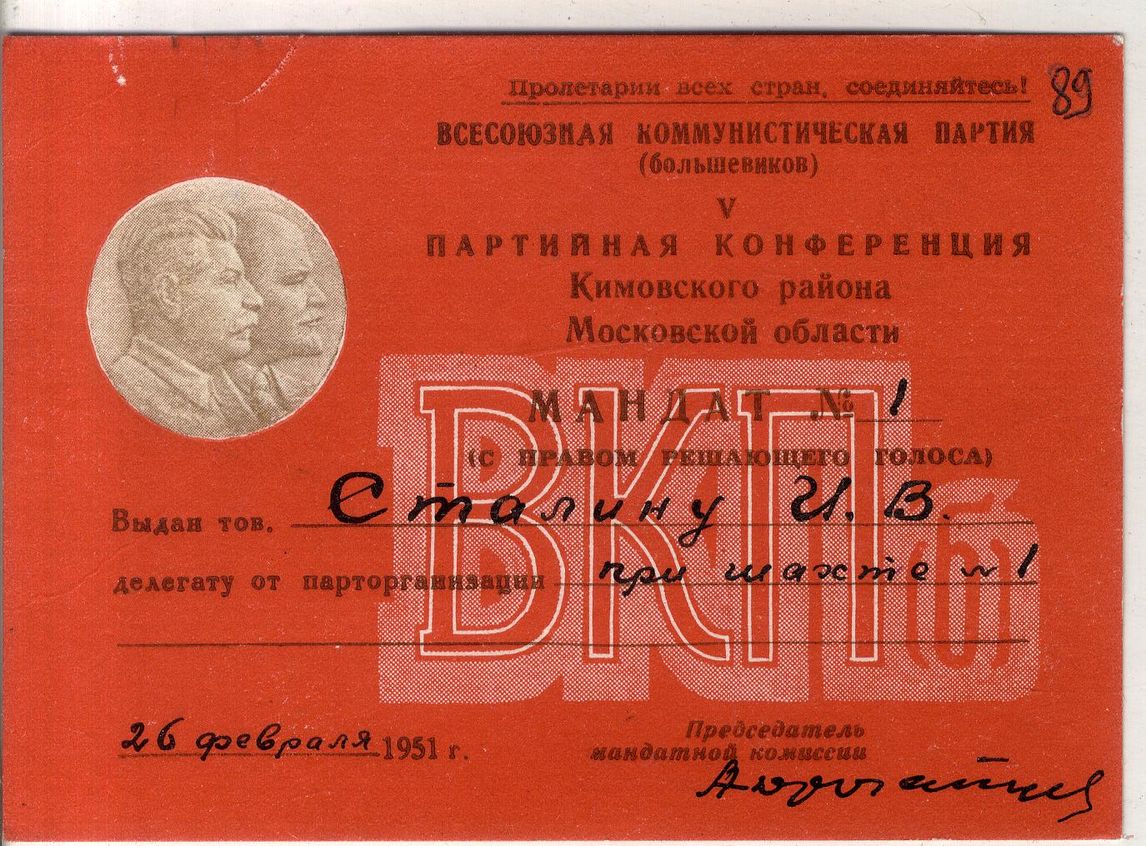 Пролетарии всех стран, соединяйтесь! 89
ВСЕСОЮЗНАЯ КОММУНИСТИЧЕСКАЯ ПАРТИЯ
(большевиков)
V
ПАРТИЙНАЯ КОНФЕРЕНЦИЯ
Кимовского района
Московской области
МАНДАТ № 1
(С ПРАВОМ РЕШАЮЩЕГО ГОЛОСА)
ВКП(б)
Выдан тов. Сталину И. В.
делегату от парторганизации при шахте № 1
26 февраля 1951 г.
Председатель
мандатной комиссии